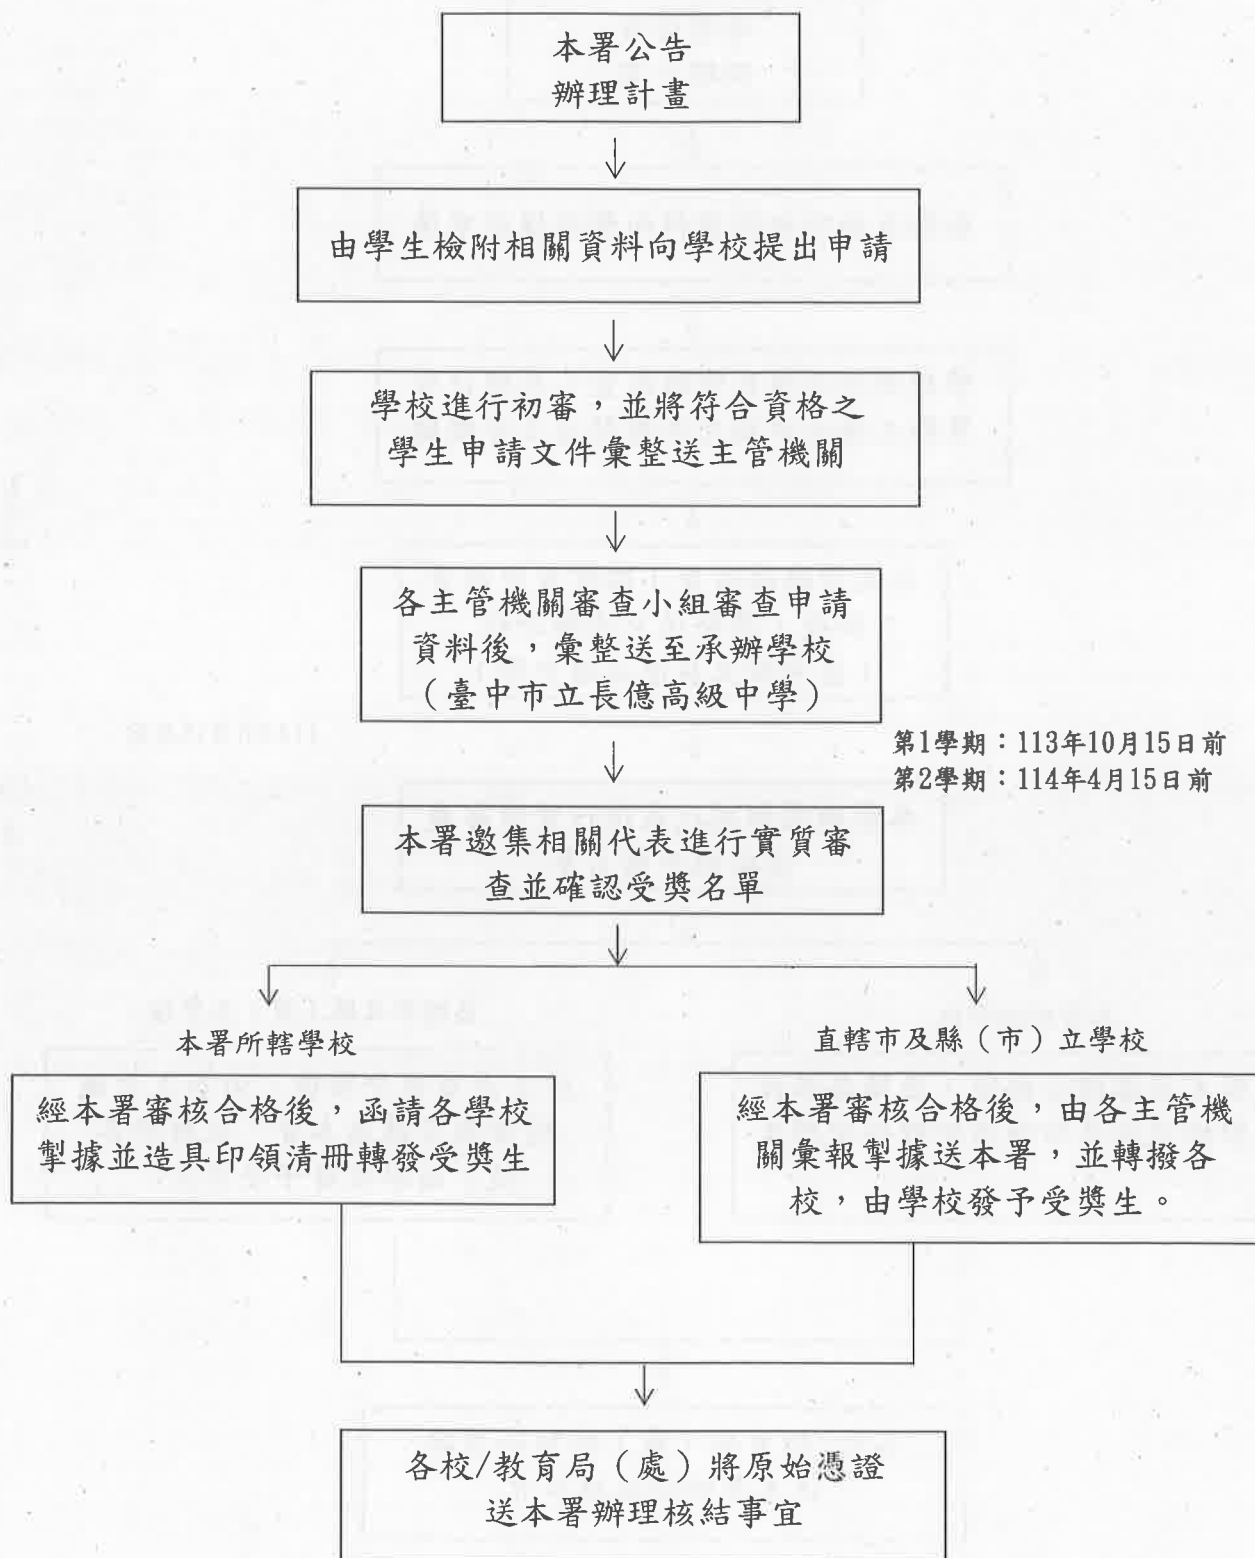 本署公告
辦理計畫
由學生檢附相關資料向學校提出申請
學校進行初審，並將符合資格之
學生申請文件彙整送主管機關
各主管機關審查小組審查申請
資料後，彙整送至承辦學校
（臺中市立長億高級中學）
第1學期：113年10月15日前
第2學期：114年4月15日前
本署邀集相關代表進行實質審
查並確認受獎名單
本署所轄學校
經本署審核合格後，函請各學校
掣據並造具印領清冊轉發受獎生
直轄市及縣（市）立學校
經本署審核合格後，由各主管機
關彙報掣據送本署，並轉撥各
校，由學校發予受獎生。
各校/教育局（處）將原始憑證
送本署辦理核結事宜